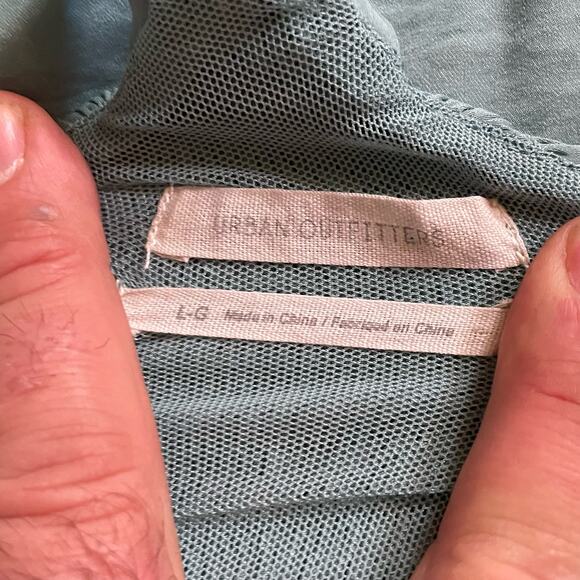 URBAN OUTFITTERS
L-G Made in China / Fabriqué en Chine